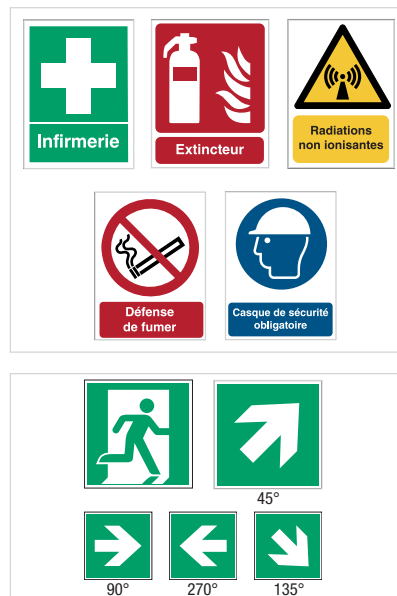 Infirmerie
Extincteur
Radiations
non ionisantes
Défense
de fumer
Casque de sécurité
obligatoire
45°
90°
270°
135°